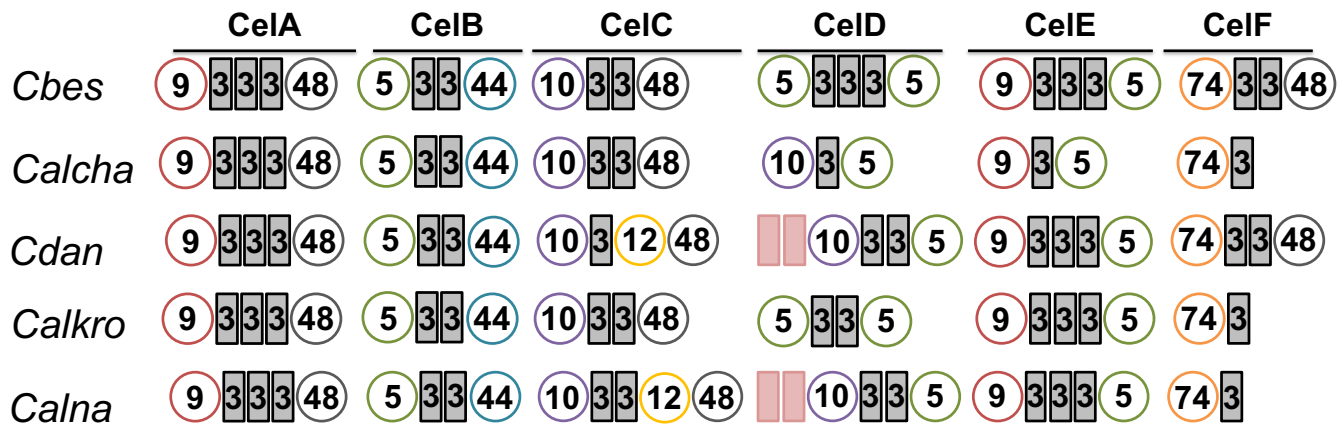 CelA CelB CelC CelD CelE CelF
Cbes 9 3 3 3 48 5 3 3 44 10 3 3 48 5 3 3 3 5 9 3 3 3 5 74 3 3 48
Calcha 9 3 3 3 48 5 3 3 44 10 3 3 48 10 3 5 9 3 5 74 3
Cdan 9 3 3 3 48 5 3 3 44 10 3 12 48 10 3 3 5 9 3 3 3 5 74 3 3 48
Calkro 9 3 3 3 48 5 3 3 44 10 3 3 48 5 3 3 5 9 3 3 3 5 74 3
Calna 9 3 3 3 48 5 3 3 44 10 3 3 12 48 10 3 3 5 9 3 3 3 5 74 3